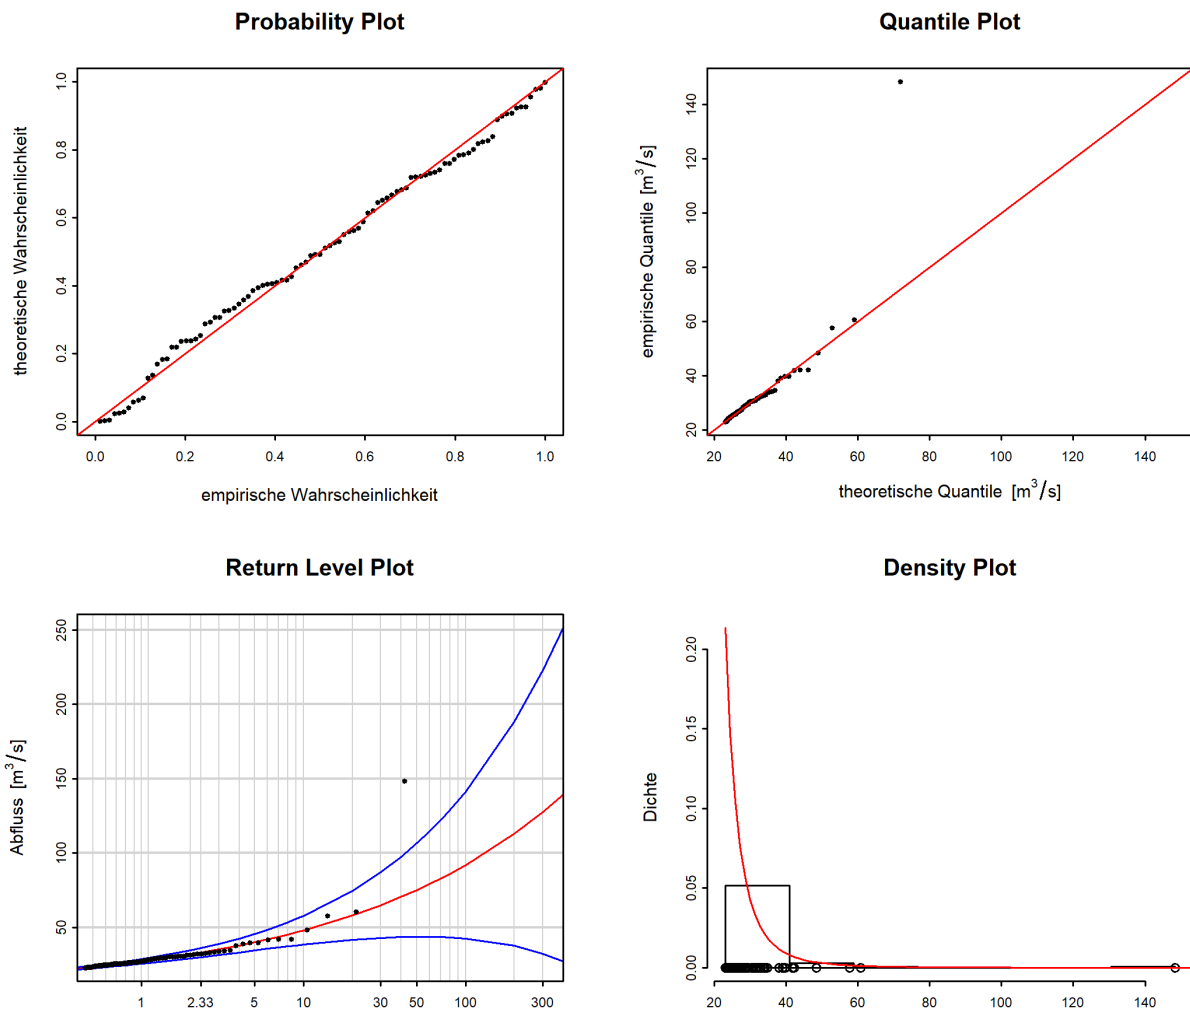 Probability Plot
theoretische Wahrscheinlichkeit
0.0 0.2 0.4 0.6 0.8 1.0
0.0 0.2 0.4 0.6 0.8 1.0
empirische Wahrscheinlichkeit
Quantile Plot
empirische Quantile [m³/s]
20 40 60 80 100 120 140
20 40 60 80 100 120 140
theoretische Quantile [m³/s]
Return Level Plot
Abfluss [m³/s]
50 100 150 200 250
1 2.33 5 10 30 50 100 300
Density Plot
Dichte
0.00 0.05 0.10 0.15 0.20
20 40 60 80 100 120 140